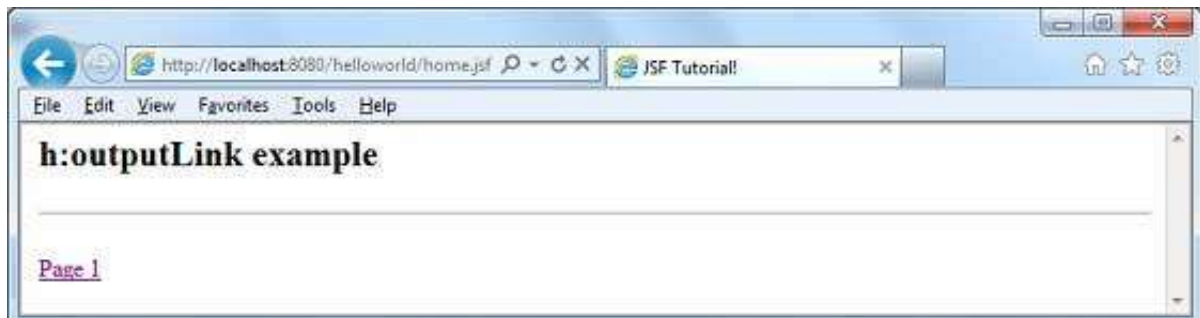 http://localhost:8080/helloworld/home.jsf
JSF Tutorial!
File Edit View Favorites Tools Help
h:outputLink example
Page 1